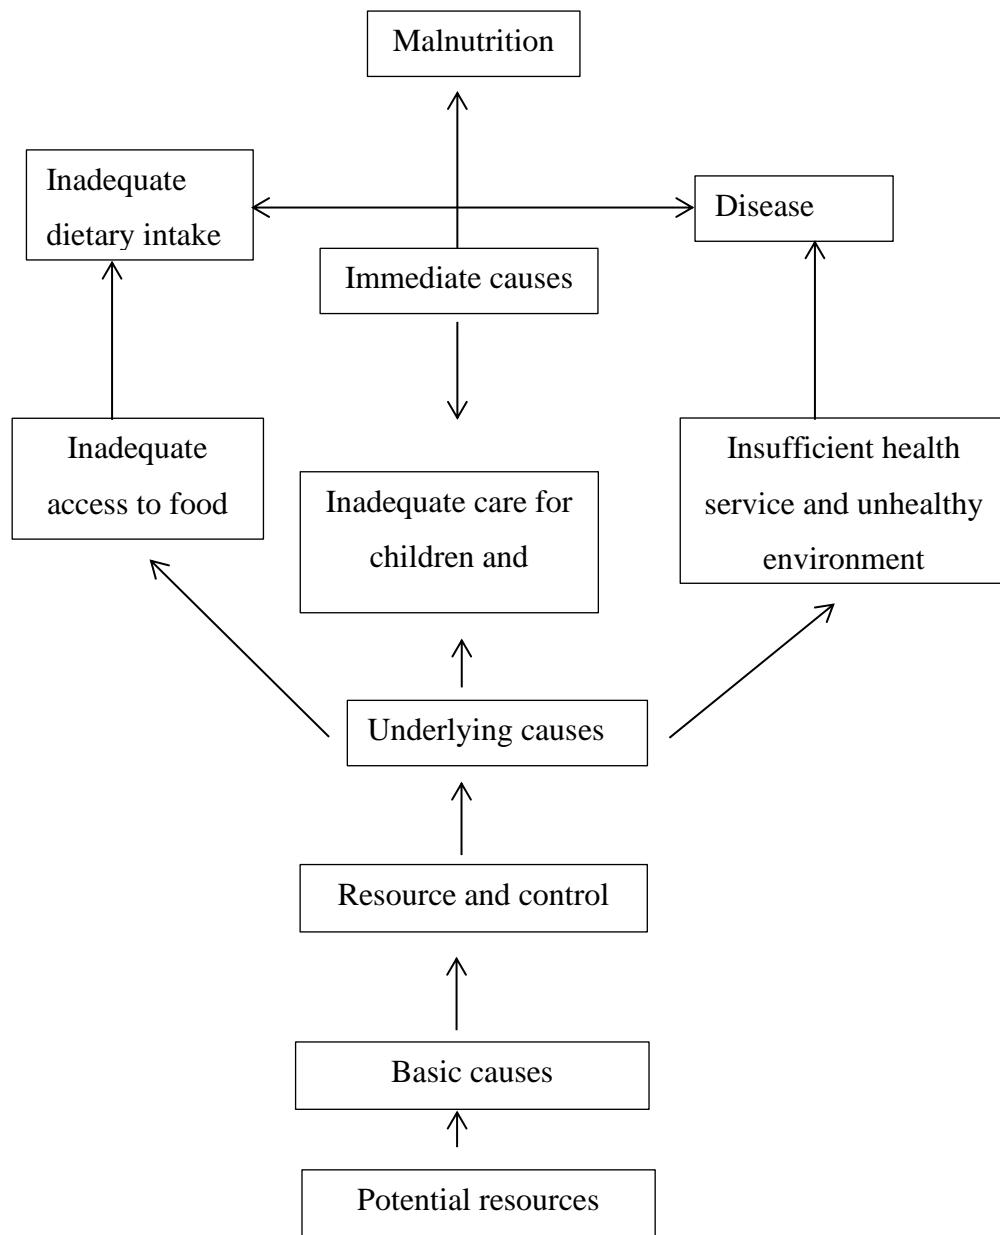 Malnutrition
Inadequate
dietary intake
Disease
Immediate causes
Inadequate
access to food
Inadequate care for
children and
Insufficient health
service and unhealthy
environment
Underlying causes
Resource and control
Basic causes
Potential resources